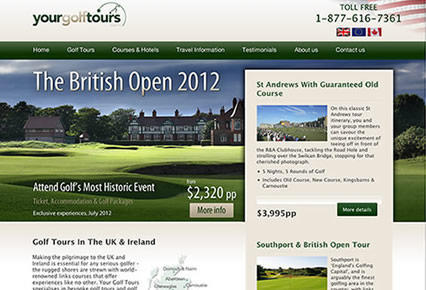 yourgolftours
TOLL FREE
1-877-616-7361
Home Golf Tours Courses & Hotels Travel Information Testimonials About us Contact us
The British Open 2012
Attend Golf's Most Historic Event
Ticket, Accommodation & Golf Packages
Exclusive experiences, July 2012
from
$2,320 pp
More info
St Andrews With Guaranteed Old
Course
On this classic St
Andrews tour
itinerary, you and
your group members
can savour the
unique excitement of
teeing off in front of
the R&A Clubhouse, tackling the Road Hole and
strolling over the Swilcan Bridge, stopping for that
cherished photograph.
5 Nights, 5 Rounds of Golf
Includes Old Course, New Course, Kingsbarns &
Carnoustie
$3,995pp
More details
Golf Tours In The UK & Ireland
Making the pilgrimage to the UK and
Ireland is essential for any serious golfer -
the rugged shores are strewn with world-
renowned links courses that offer
experiences like no other. Your Golf Tours
specialises in bespoke golf tours and golf
Dornoch & Nairn
Aberdeen
Gleneagles
Southport & British Open Tour
Southport is
'England's Golfing
Capital', and is
arguably the finest
golfing area in the
country, with links